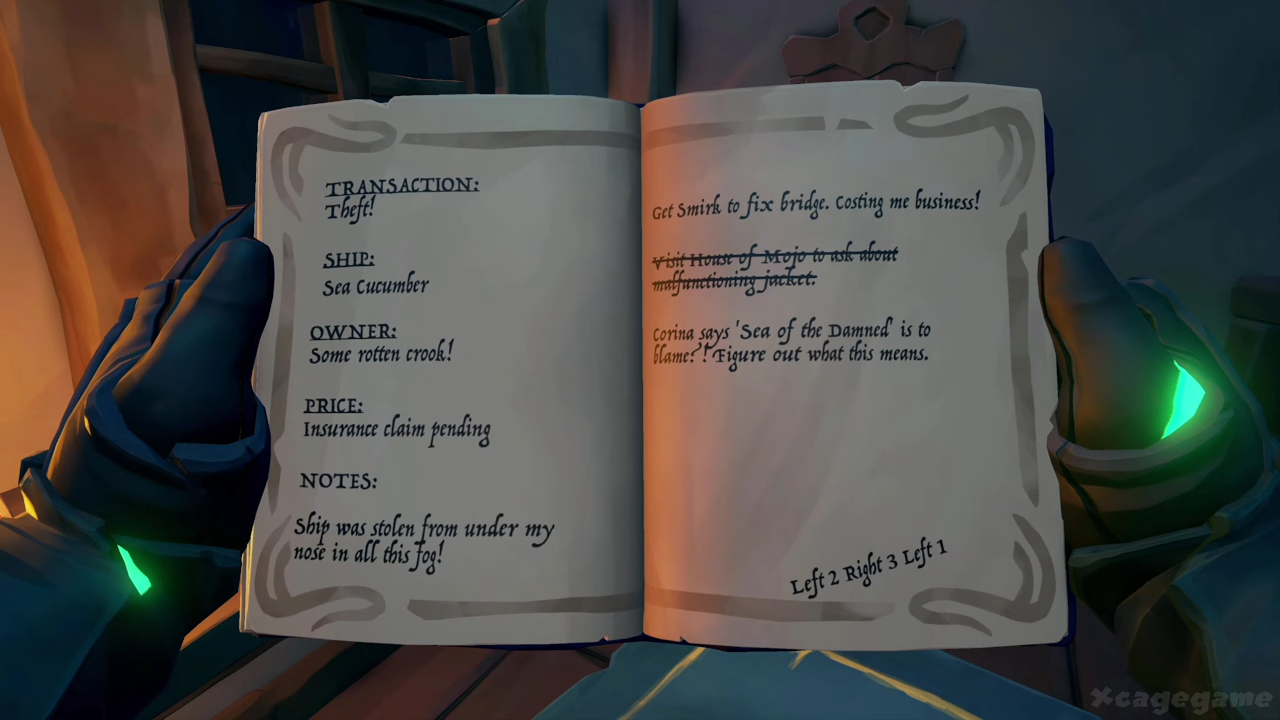 TRANSACTION:
Theft!
SHIP:
Sea Cucumber
OWNER:
Some rotten crook!
PRICE:
Insurance claim pending
NOTES:
Ship was stolen from under my
nose in all this fog!
Get Smirk to fix bridge. Costing me business!
Visit House of Mojo to ask about
malfunctioning jacket.
Corina says 'Sea of the Damned' is to
blame?! Figure out what this means.
Left 2 Right 3 Left 1
Xcagegame